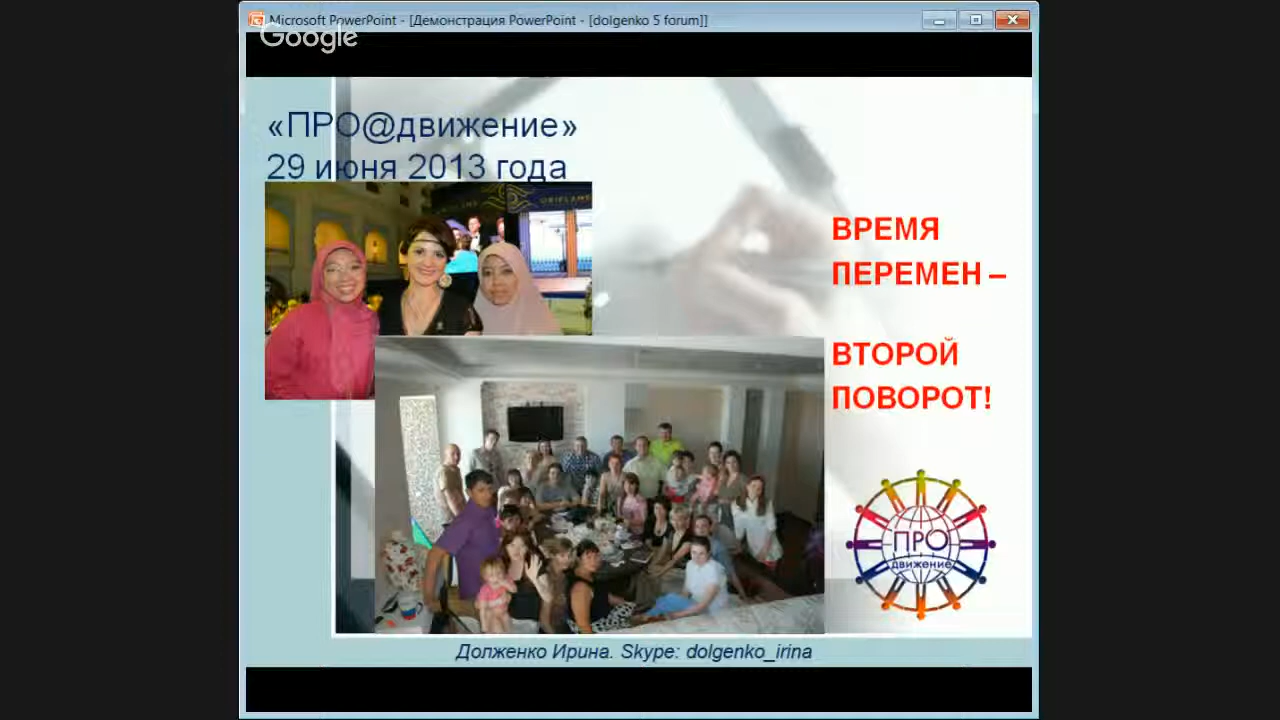 Microsoft PowerPoint - [Демонстрация PowerPoint - [dolgenko 5 forum]]
Google
«ПРО@движение»
29 июня 2013 года
ORIFLAME
ВРЕМЯ
ПЕРЕМЕН –
ВТОРОЙ
ПОВОРОТ!
ПРО
движение
Долженко Ирина. Skype: dolgenko_irina